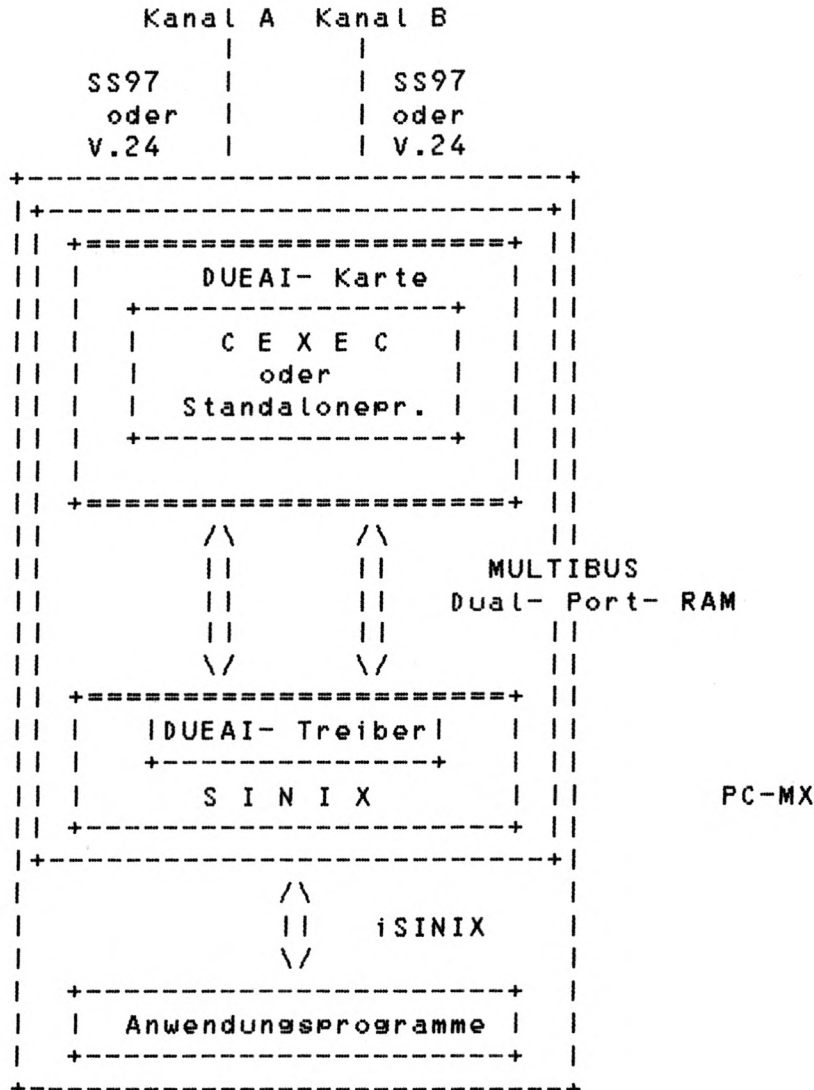 Kanal A Kanal B
SS97 SS97
oder oder
V.24 V.24
DUEAI- Karte
C E X E C
oder
Standalonepr.
MULTIBUS
Dual- Port- RAM
DUEAI- Treiber
S I N I X
PC-MX
iSINIX
Anwendungsprogramme